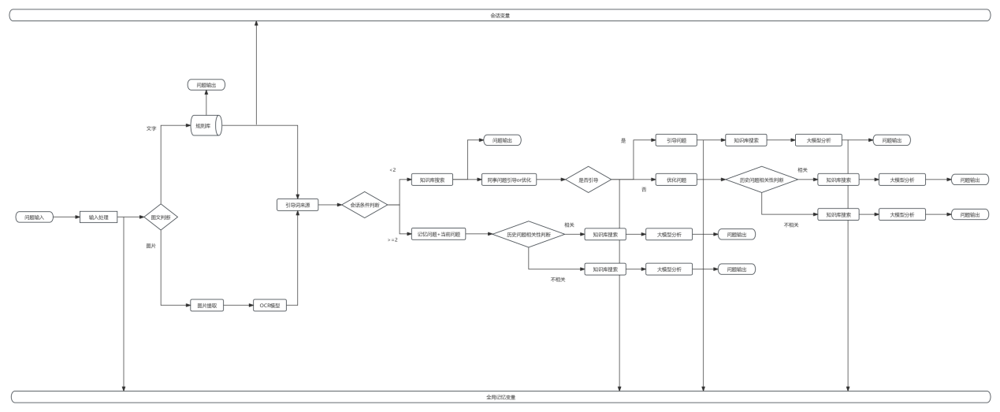 会话变量
问题输出
文字
规则库
问题输入
输入处理
图文判断
图片
图片提取
OCR模型
引导词来源
会话条件判断
<2
>=2
知识库搜索
问题输出
同事问题引导or优化
是否引导
是
否
引导问题
知识库搜索
大模型分析
问题输出
优化问题
历史问题相关性判断
相关
知识库搜索
大模型分析
问题输出
不相关
知识库搜索
大模型分析
问题输出
记忆问题+当前问题
历史问题相关性判断
相关
知识库搜索
大模型分析
问题输出
不相关
知识库搜索
大模型分析
问题输出
全局记忆变量